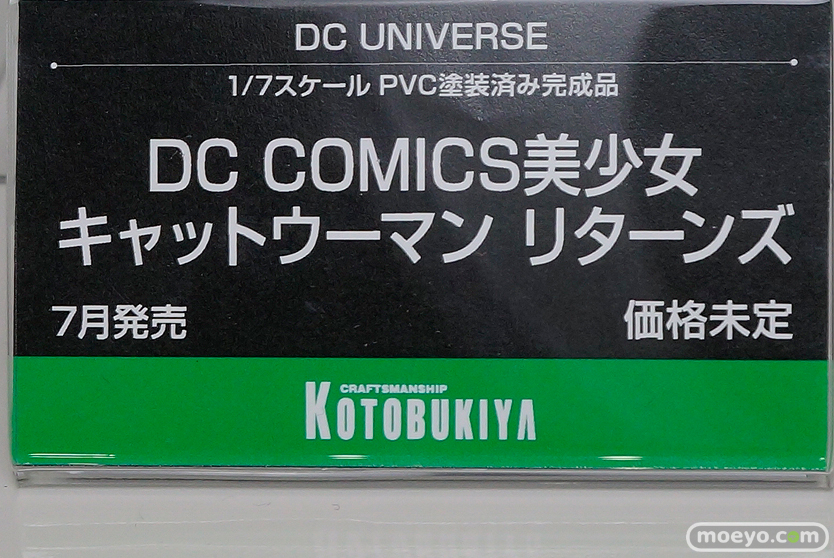 DC UNIVERSE
1/7スケール PVC塗装済み完成品
DC COMICS美少女
キャットウーマン リターンズ
7月発売 価格未定
CRAFTSMANSHIP
KOTOBUKIYA
moeyo.com